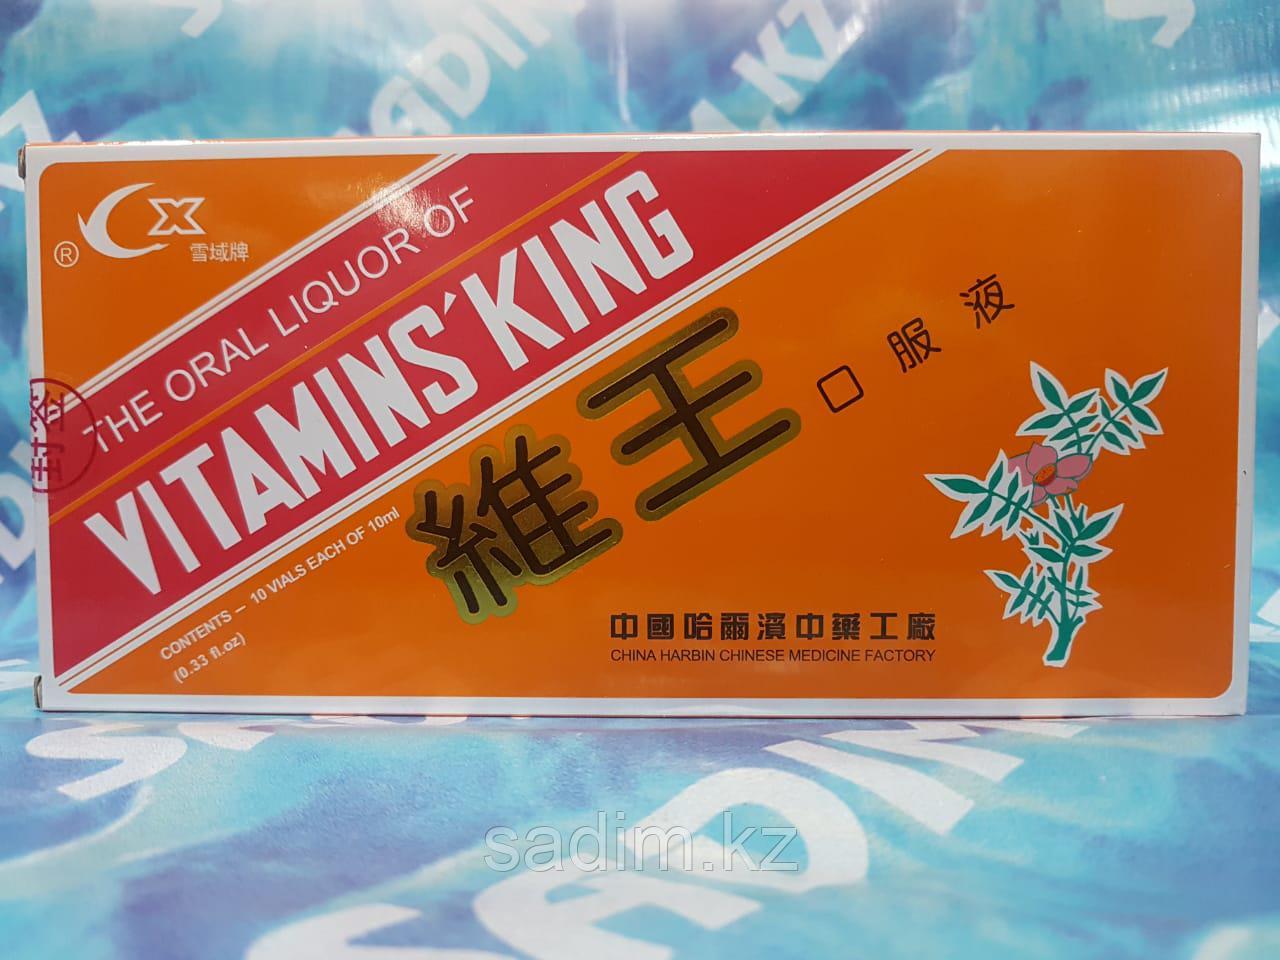 ®
CX
雪域牌
THE ORAL LIQUOR OF
VITAMINS'KING
維王
口服液
封签
CONTENTS — 10 VIALS EACH OF 10ml
(0.33 fl.oz)
中國哈爾濱中藥工廠
CHINA HARBIN CHINESE MEDICINE FACTORY
sadim.kz